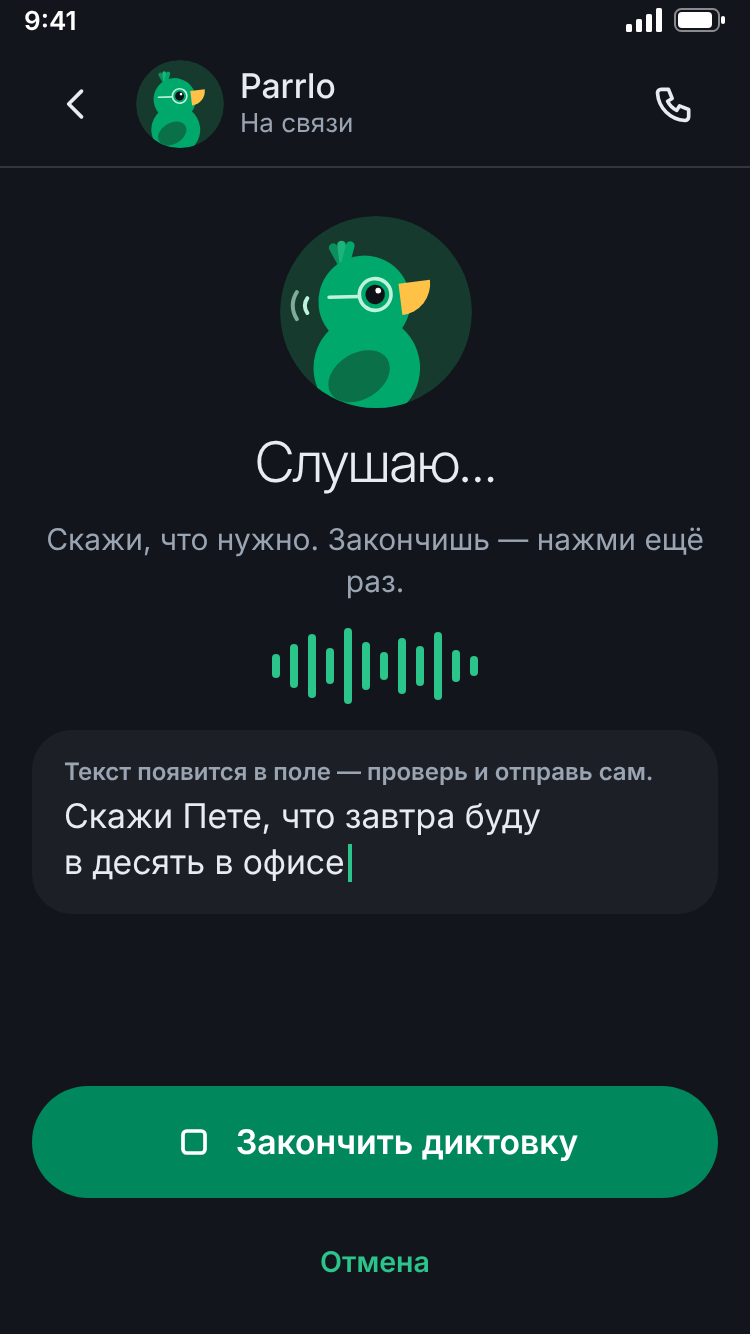 9:41
Parrlo
На связи
Слушаю...
Скажи, что нужно. Закончишь — нажми ещё
раз.
Текст появится в поле — проверь и отправь сам.
Скажи Пете, что завтра буду
в десять в офисе
Закончить диктовку
Отмена